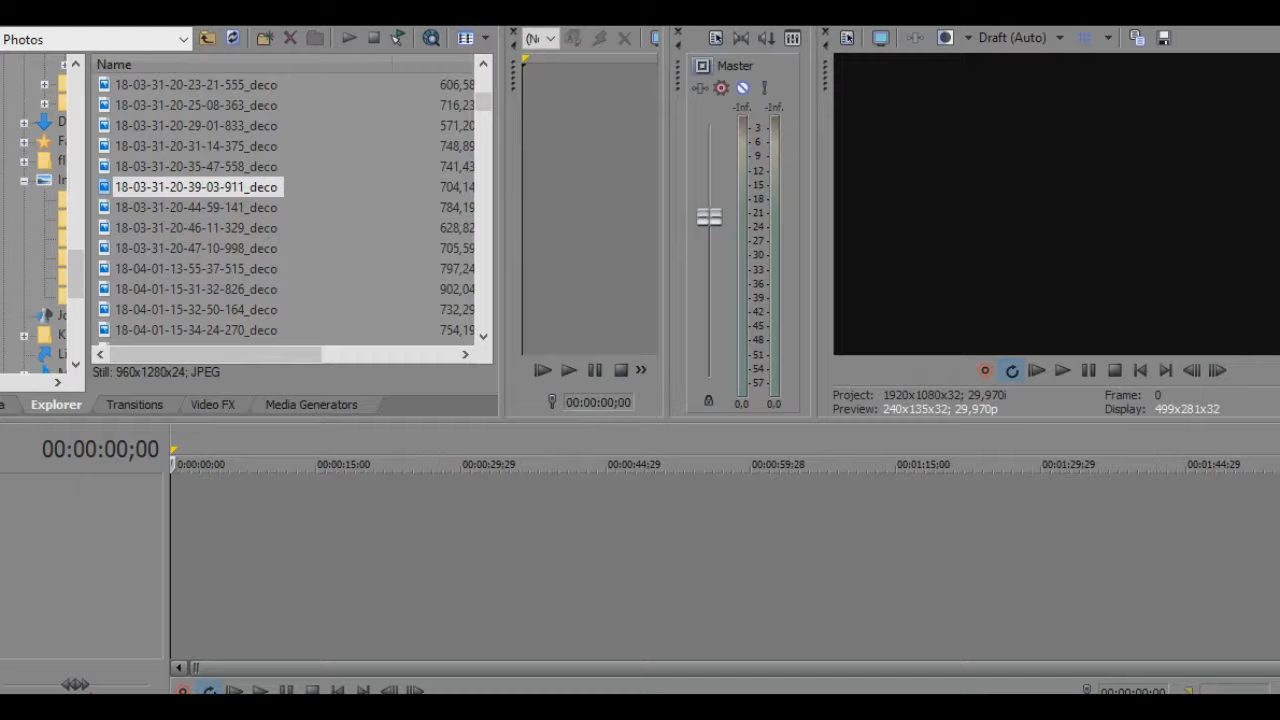 Photos
(N
Draft (Auto)
Name
18-03-31-20-23-21-555_deco 606,58
18-03-31-20-25-08-363_deco 716,23
18-03-31-20-29-01-833_deco 571,20
18-03-31-20-31-14-375_deco 748,89
18-03-31-20-35-47-558_deco 741,43
18-03-31-20-39-03-911_deco 704,14
18-03-31-20-44-59-141_deco 784,19
18-03-31-20-46-11-329_deco 628,82
18-03-31-20-47-10-998_deco 705,59
18-04-01-13-55-37-515_deco 797,24
18-04-01-15-31-32-826_deco 902,04
18-04-01-15-32-50-164_deco 732,29
18-04-01-15-34-24-270_deco 754,19
D
Fa
fl
In
Jo
K
Li
Still: 960x1280x24; JPEG
a Explorer Transitions Video FX Media Generators
00:00:00;00
Master
-Inf. -Inf.
- 3 -
- 6 -
- 9 -
-12-
-15-
-18-
-21-
-24-
-27-
-30-
-33-
-36-
-39-
-42-
-45-
-48-
-51-
-54-
-57-
0,0 0,0
Project: 1920x1080x32; 29,970i Frame: 0
Preview: 240x135x32; 29,970p Display: 499x281x32
00:00:00;00
0:00:00;00 00:00:15;00 00:00:29;29 00:00:44;29 00:00:59;28 00:01:15;00 00:01:29;29 00:01:44;29
00:00:00;00